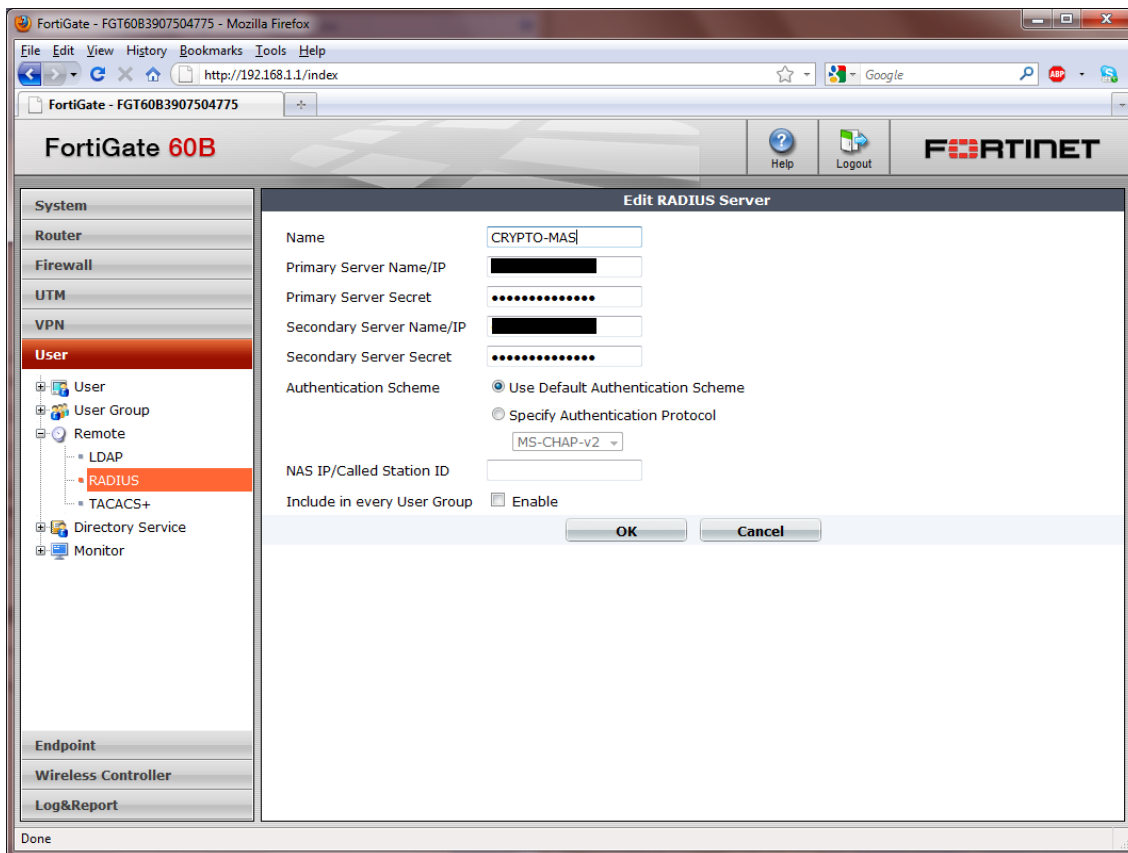 FortiGate - FGT60B3907504775 - Mozilla Firefox
File Edit View History Bookmarks Tools Help
http://192.168.1.1/index
Google
ABP
FortiGate - FGT60B3907504775
FortiGate 60B
Help
Logout
FORTINET
System
Router
Firewall
UTM
VPN
User
User
User Group
Remote
LDAP
RADIUS
TACACS+
Directory Service
Monitor
Endpoint
Wireless Controller
Log&Report
Edit RADIUS Server
Name CRYPTO-MAS
Primary Server Name/IP
Primary Server Secret ••••••••••••••
Secondary Server Name/IP
Secondary Server Secret ••••••••••••••
Authentication Scheme Use Default Authentication Scheme
Specify Authentication Protocol
MS-CHAP-v2
NAS IP/Called Station ID
Include in every User Group Enable
OK Cancel
Done